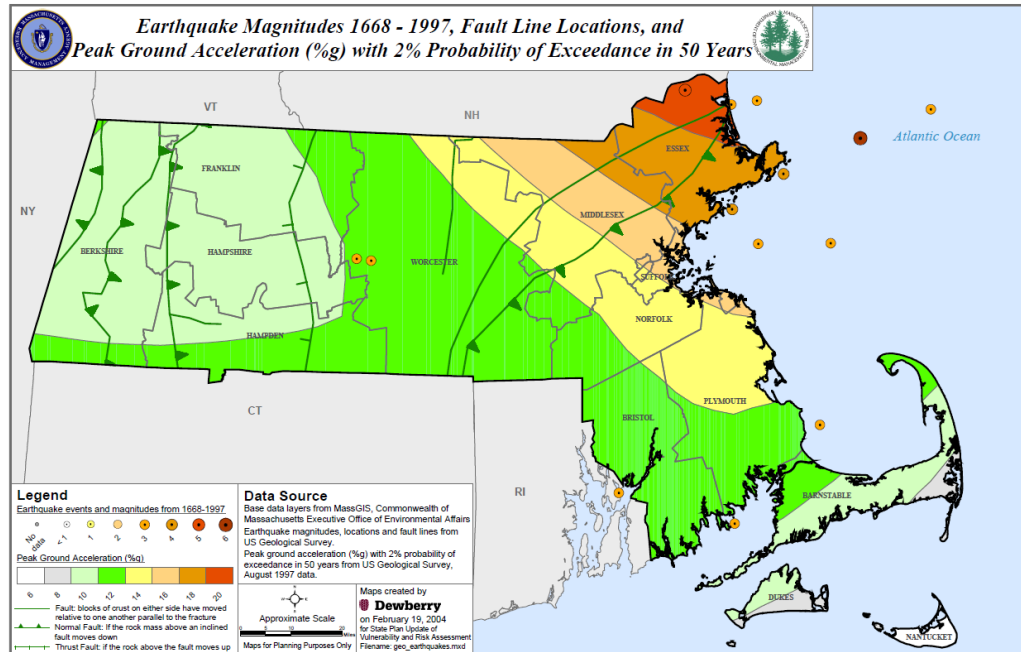 Earthquake Magnitudes 1668 - 1997, Fault Line Locations, and
Peak Ground Acceleration (%g) with 2% Probability of Exceedance in 50 Years
VT
NH
Atlantic Ocean
ESSEX
FRANKLIN
NY
MIDDLESEX
BERKSHIRE
HAMPSHIRE
WORCESTER
SUFFOLK
NORFOLK
HAMPDEN
PLYMOUTH
CT
BRISTOL
RI
BARNSTABLE
DUKES
NANTUCKET
Legend
Earthquake events and magnitudes from 1668-1997
No data
<1
1
2
3
4
5
6
Peak Ground Acceleration (%g)
6 8 10 12 14 16 18 20
Fault: blocks of crust on either side have moved
relative to one another parallel to the fracture
Normal Fault: If the rock mass above an inclined
fault moves down
Thrust Fault: if the rock above the fault moves up
Data Source
Base data layers from MassGIS, Commonwealth of
Massachusetts Executive Office of Environmental Affairs
Earthquake magnitudes, locations and fault lines from
US Geological Survey.
Peak ground acceleration (%g) with 2% probability of
exceedance in 50 years from US Geological Survey,
August 1997 data.
Approximate Scale
0 5 10 20 Miles
Maps for Planning Purposes Only
Maps created by
Dewberry
on February 19, 2004
for State Plan Update of
Vulnerability and Risk Assessment
Filename: geo_earthquakes.mxd